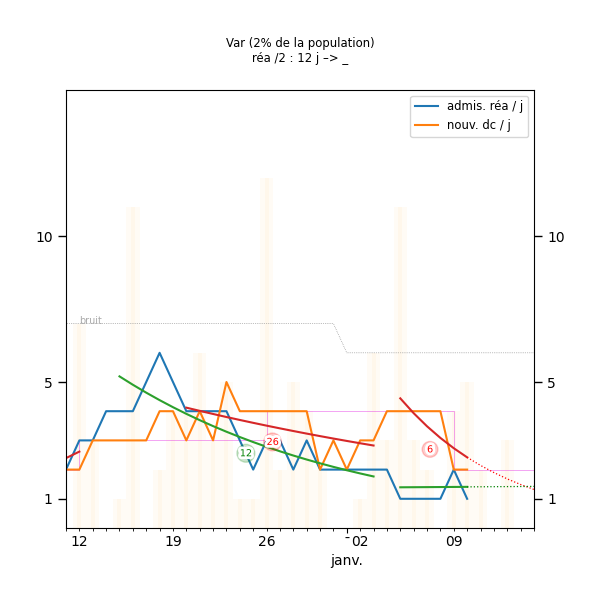 Var (2% de la population)
réa /2 : 12 j –> _
admis. réa / j
nouv. dc / j
10
10
bruit
5
5
12
26
6
1
1
12
19
26
02
09
janv.